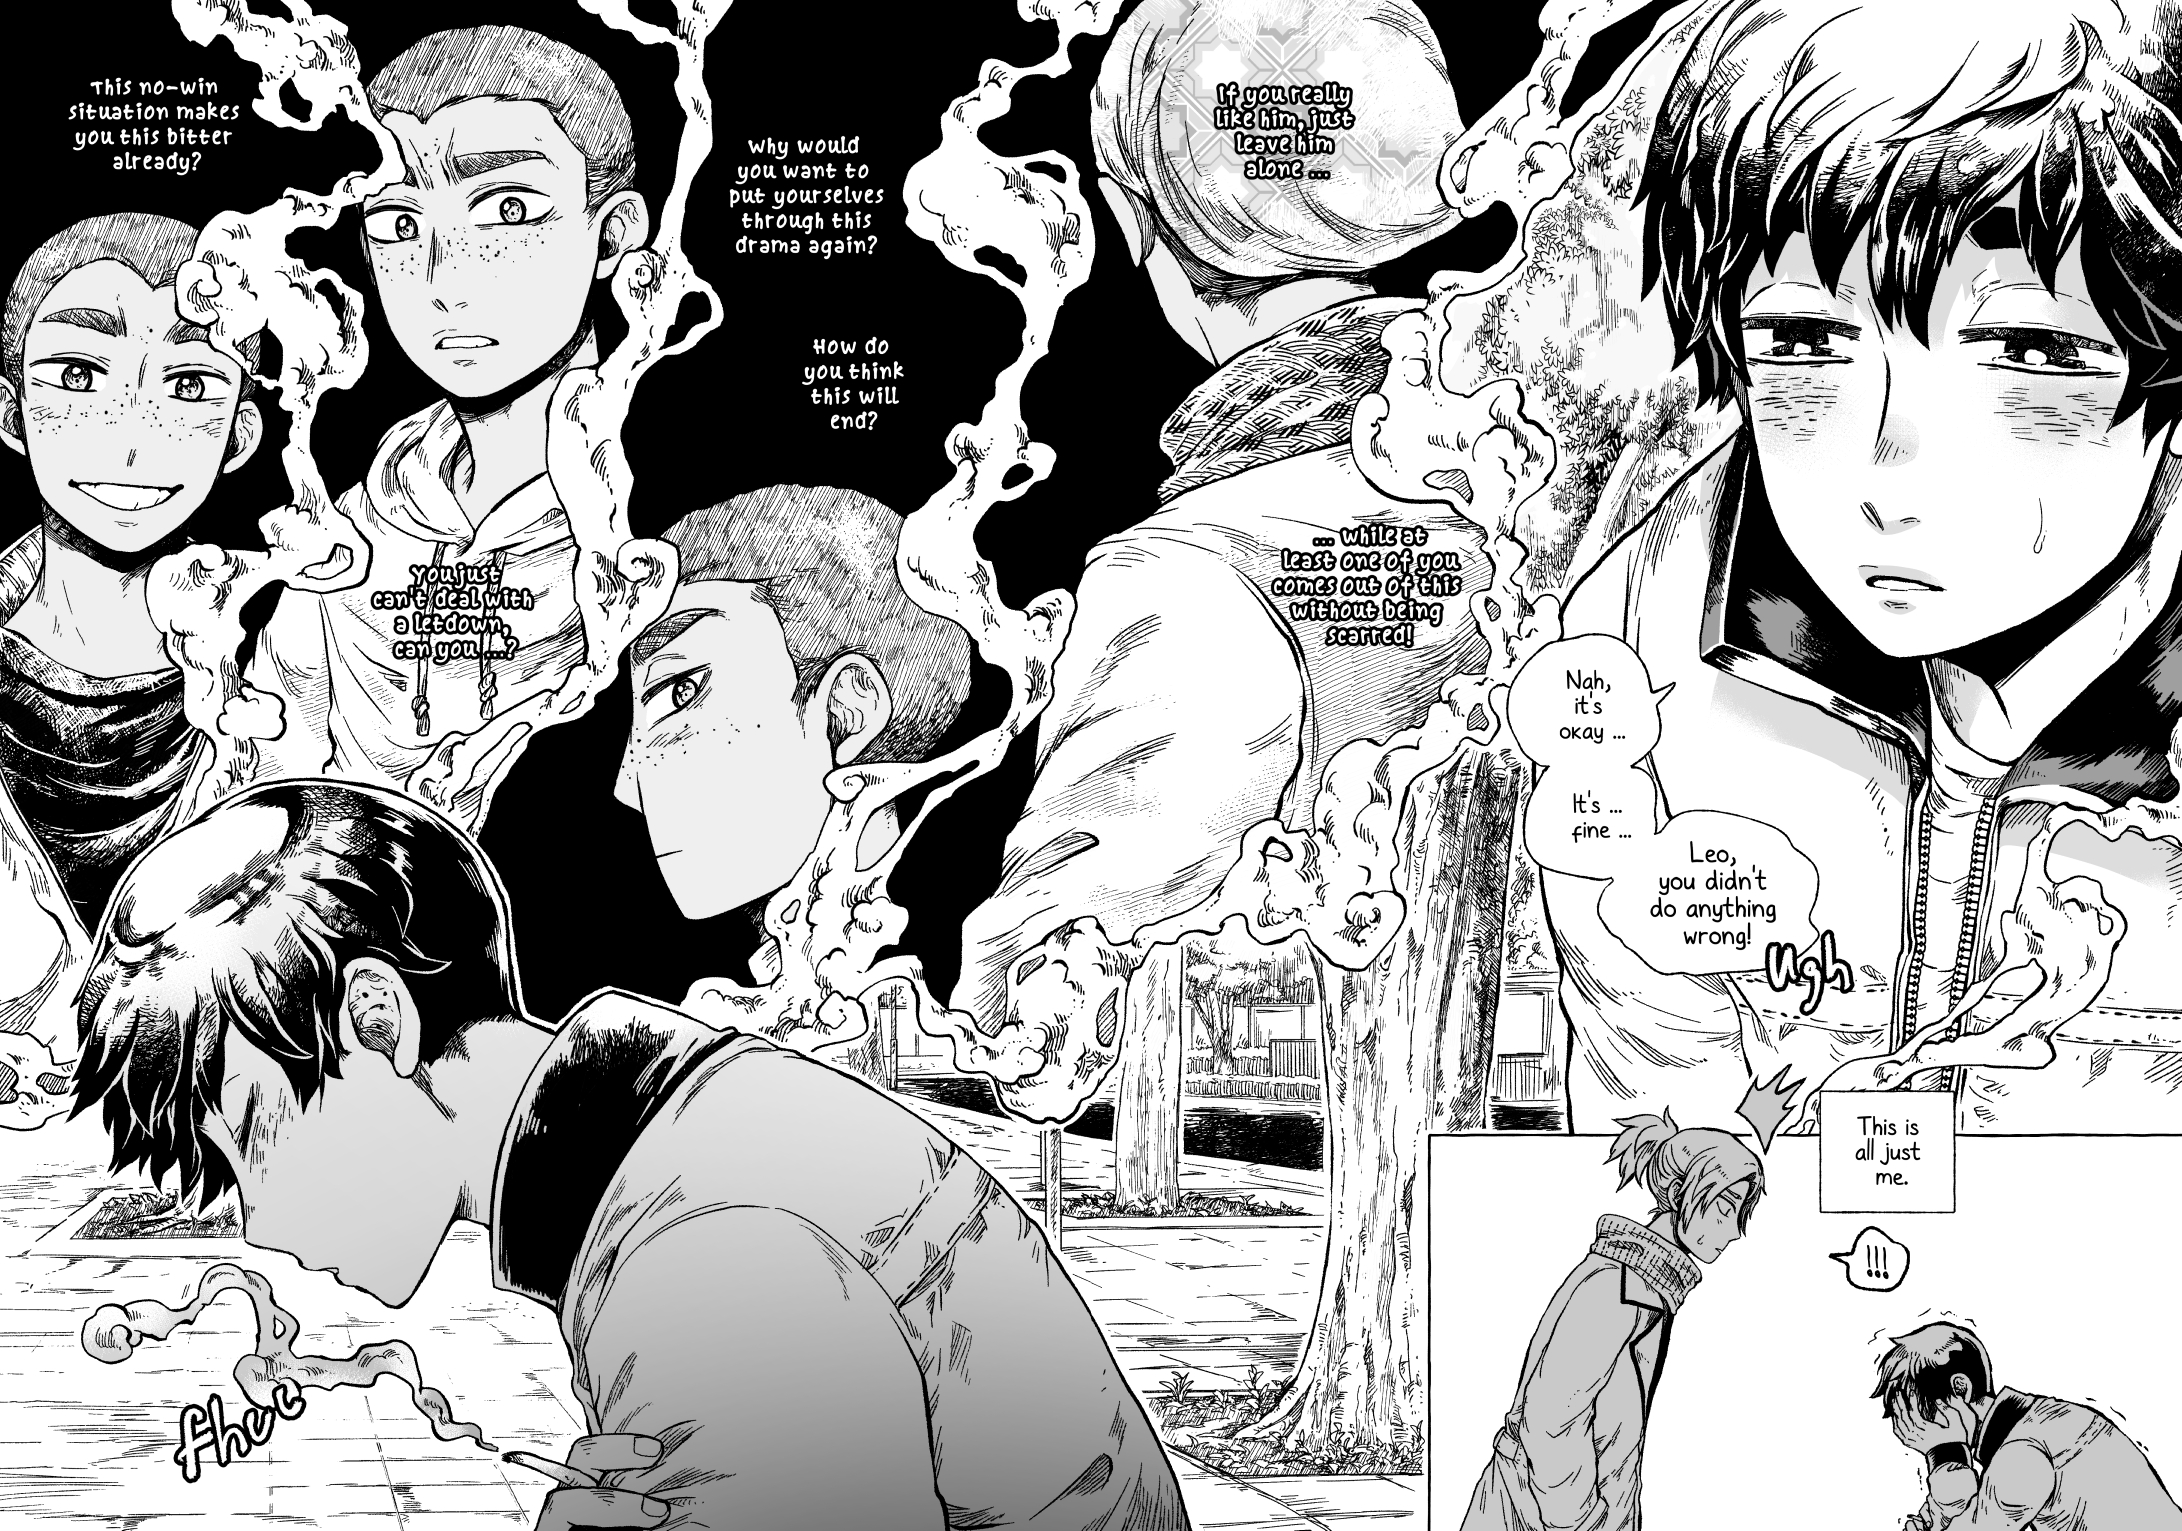 This no-win
situation makes
you this bitter
already?
You just
can't deal with
a letdown,
can you ...?
why would
you want to
put yourselves
through this
drama again?
How do
you think
this will
end?
If you really
like him, just
leave him
alone ...
... while at
least one of you
comes out of this
without being
scarred!
Nah,
it's
okay ...
It's ...
fine ...
Leo,
you didn't
do anything
wrong!
Ugh
This is
all just
me.
!!!